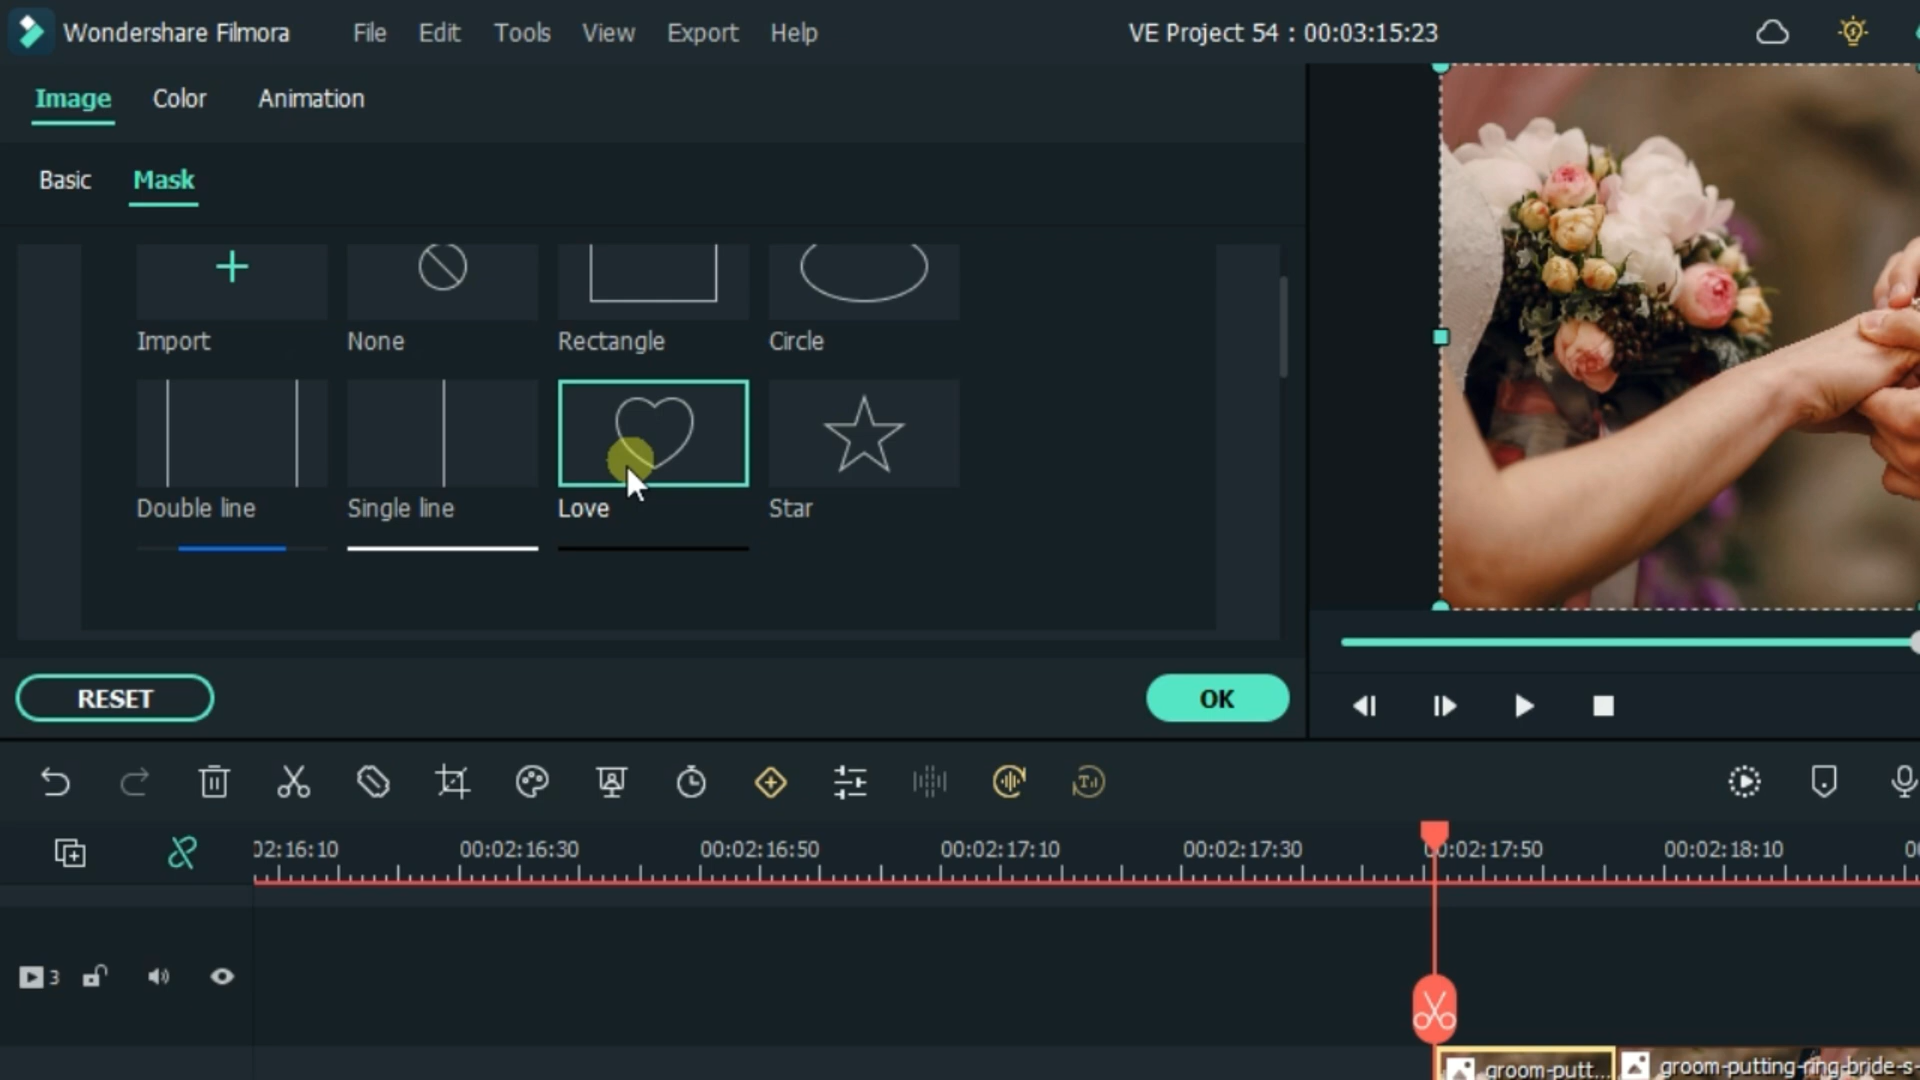 Wondershare Filmora File Edit Tools View Export Help VE Project 54 : 00:03:15:23
Image Color Animation
Basic Mask
Import None Rectangle Circle
Double line Single line Love Star
RESET OK
02:16:10 00:02:16:30 00:02:16:50 00:02:17:10 00:02:17:30 00:02:17:50 00:02:18:10
3
groom-putt... groom-putting-ring-bride-s-